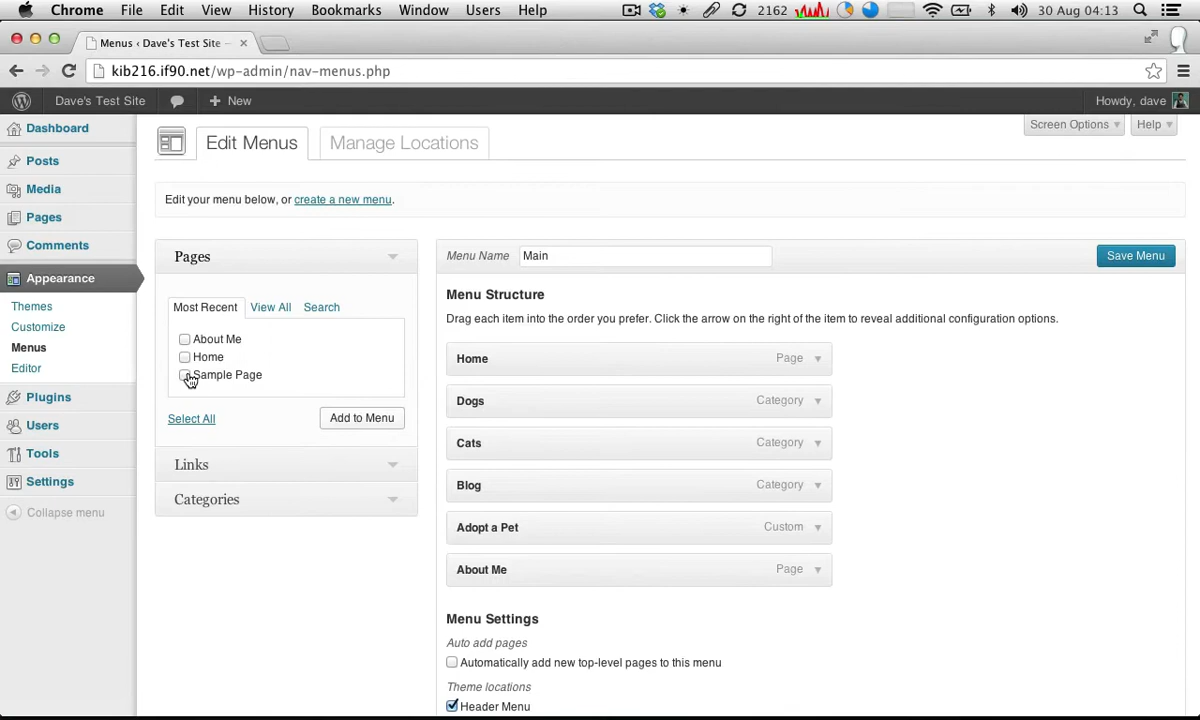 Chrome File Edit View History Bookmarks Window Users Help 2162 30 Aug 04:13
Menus ‹ Dave's Test Site –
kib216.if90.net/wp-admin/nav-menus.php
Dave's Test Site + New Howdy, dave
Screen Options Help
Dashboard
Posts
Media
Pages
Comments
Appearance
Themes
Customize
Menus
Editor
Plugins
Users
Tools
Settings
Collapse menu
Edit Menus Manage Locations
Edit your menu below, or create a new menu.
Pages
Most Recent View All Search
About Me
Home
Sample Page
Select All Add to Menu
Links
Categories
Menu Name Main Save Menu
Menu Structure
Drag each item into the order you prefer. Click the arrow on the right of the item to reveal additional configuration options.
Home Page
Dogs Category
Cats Category
Blog Category
Adopt a Pet Custom
About Me Page
Menu Settings
Auto add pages
Automatically add new top-level pages to this menu
Theme locations
Header Menu